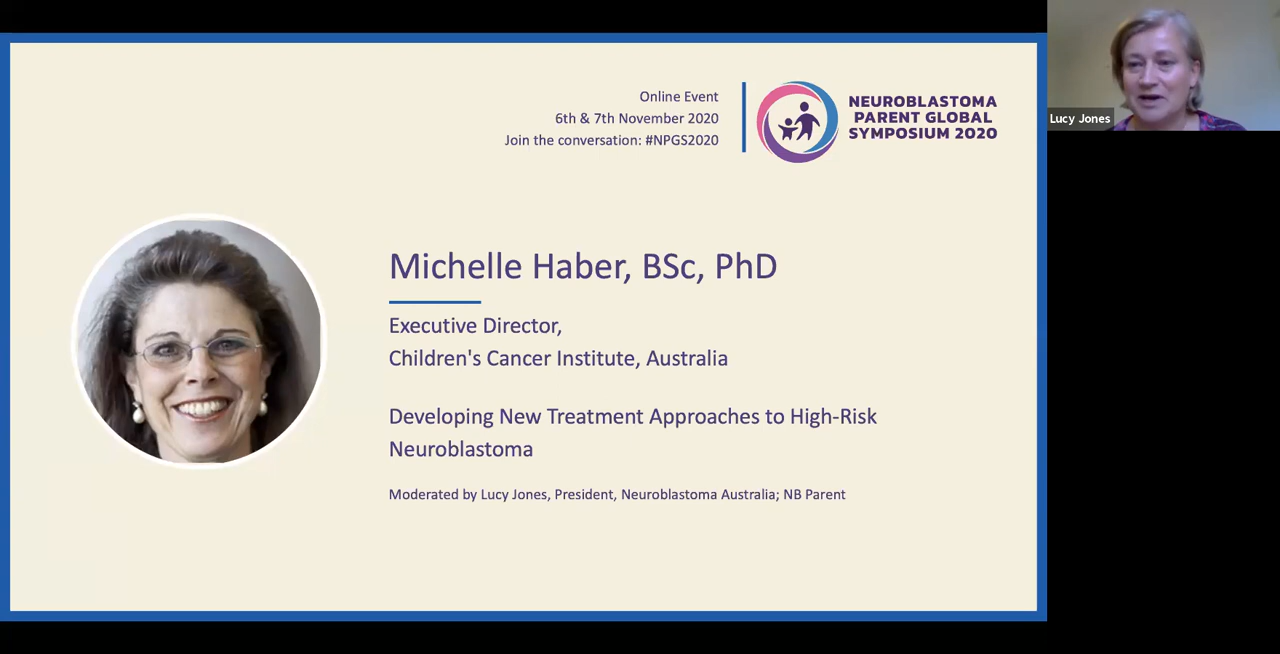 Online Event
6th & 7th November 2020
Join the conversation: #NPGS2020
NEUROBLASTOMA
PARENT GLOBAL
SYMPOSIUM 2020
Lucy Jones
Michelle Haber, BSc, PhD
Executive Director,
Children's Cancer Institute, Australia
Developing New Treatment Approaches to High-Risk
Neuroblastoma
Moderated by Lucy Jones, President, Neuroblastoma Australia; NB Parent